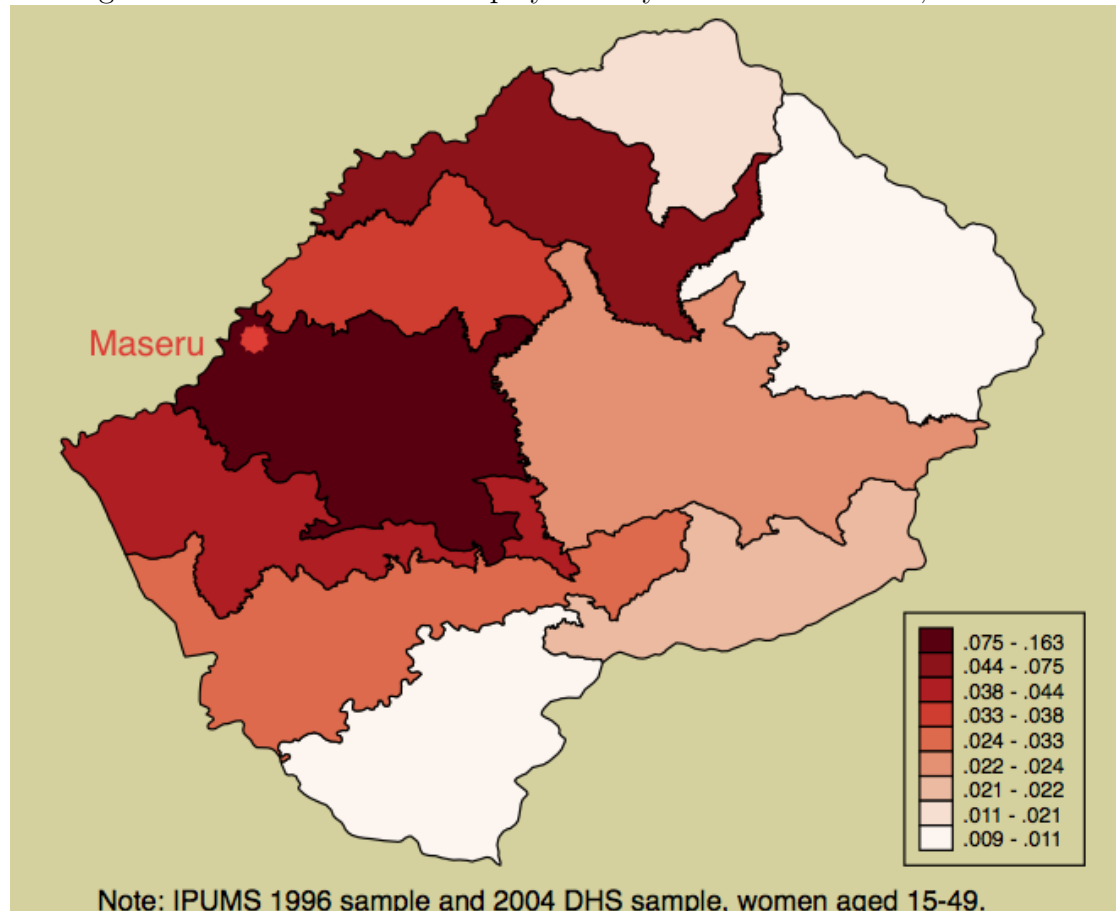 Maseru
.075 - .163
.044 - .075
.038 - .044
.033 - .038
.024 - .033
.022 - .024
.021 - .022
.011 - .021
.009 - .011
Note: IPUMS 1996 sample and 2004 DHS sample, women aged 15-49.